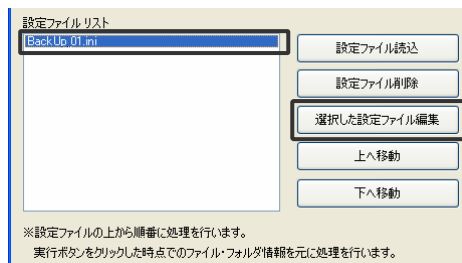 設定ファイル リスト
BackUp 01.ini
設定ファイル読込
設定ファイル削除
選択した設定ファイル編集
上へ移動
下へ移動
※設定ファイルの上から順番に処理を行います。
実行ボタンをクリックした時点でのファイル・フォルダ情報を元に処理を行います。